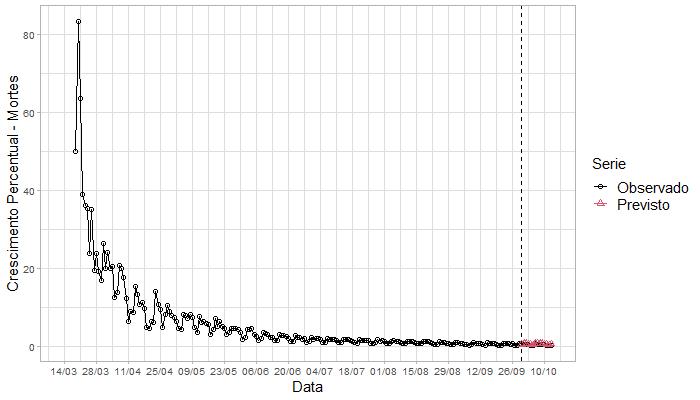 Crescimento Percentual - Mortes
80
60
40
20
0
14/03 28/03 11/04 25/04 09/05 23/05 06/06 20/06 04/07 18/07 01/08 15/08 29/08 12/09 26/09 10/10
Data
Serie
Observado
Previsto